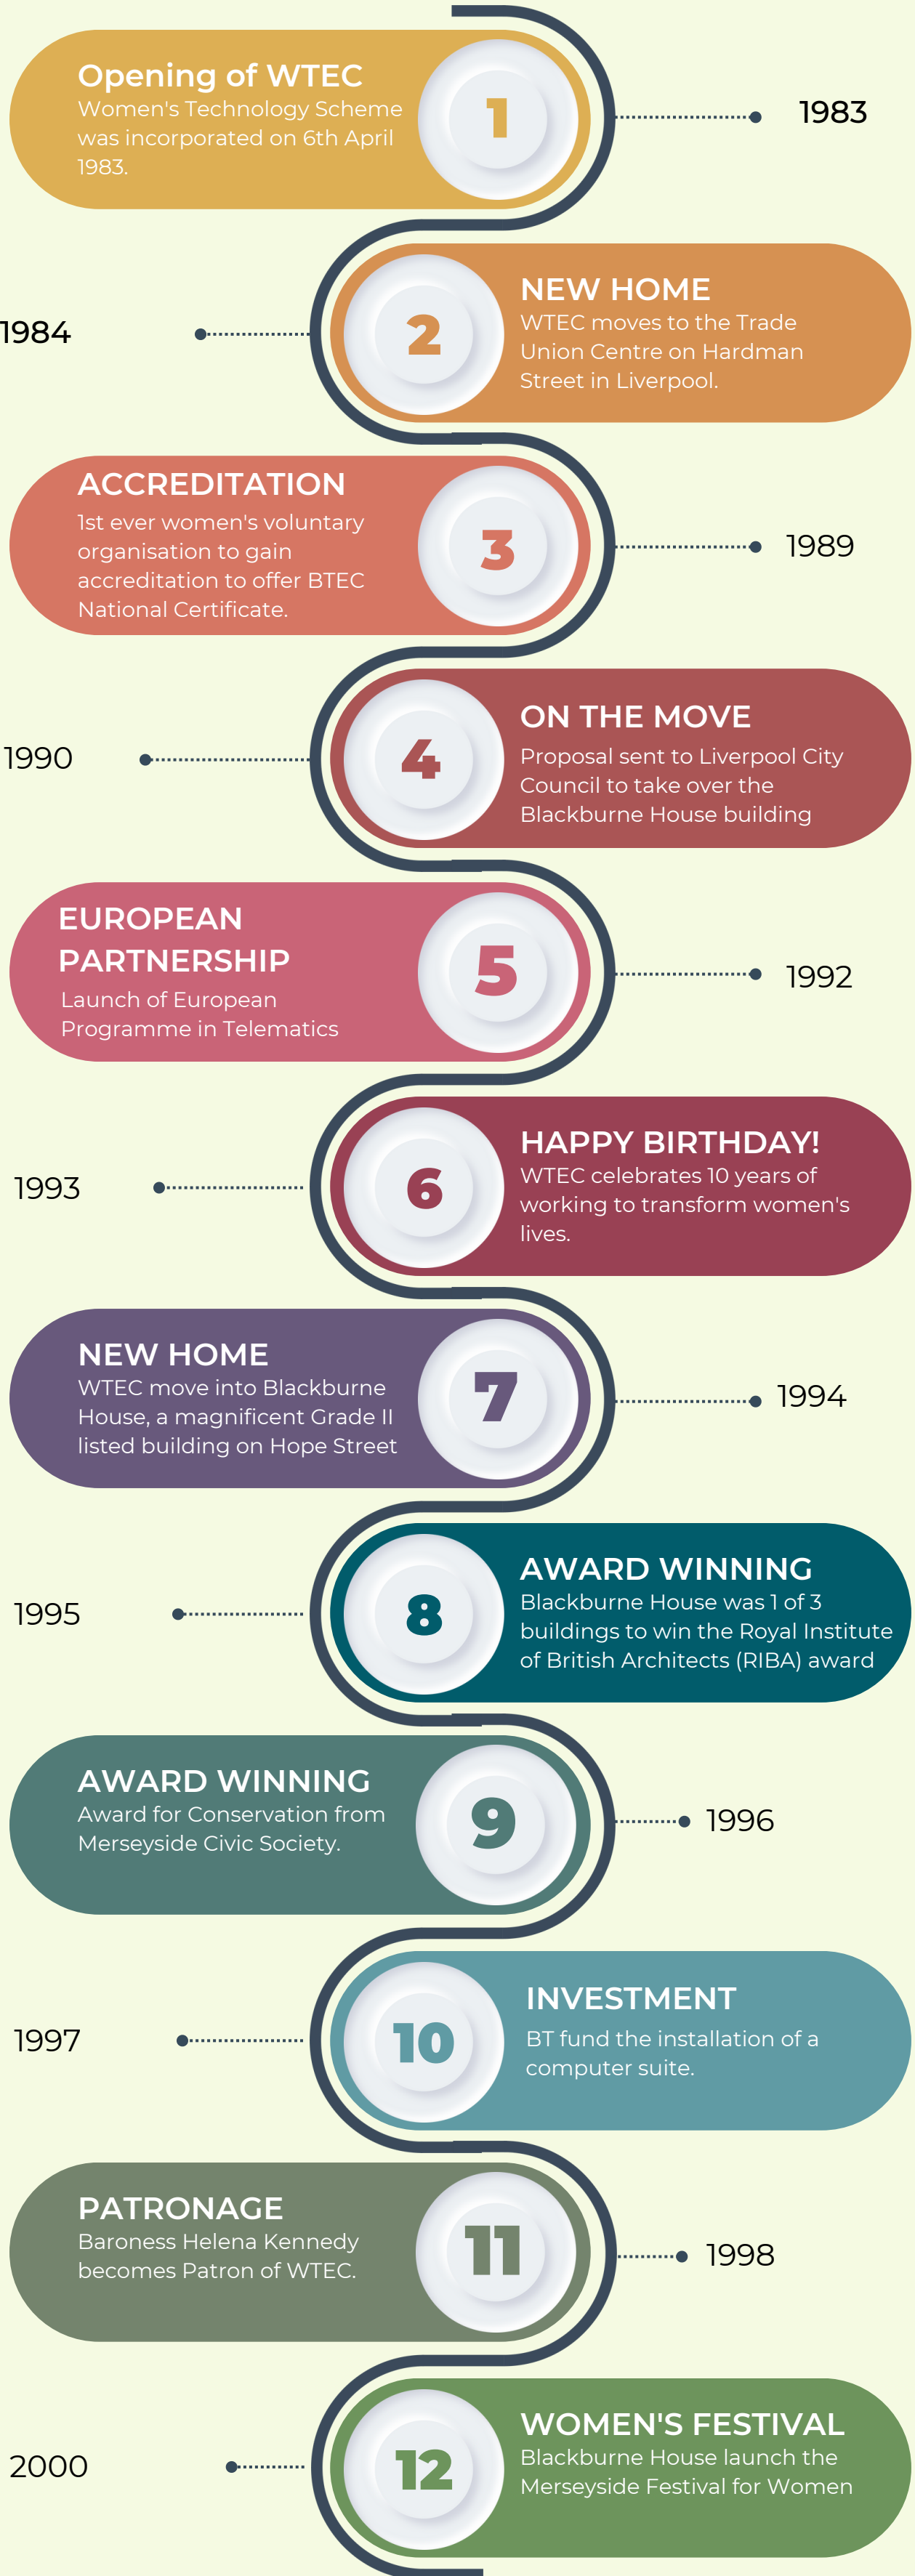 Opening of WTEC
Women's Technology Scheme
was incorporated on 6th April
1983.
1
1983
1984
2
NEW HOME
WTEC moves to the Trade
Union Centre on Hardman
Street in Liverpool.
ACCREDITATION
1st ever women's voluntary
organisation to gain
accreditation to offer BTEC
National Certificate.
3
1989
1990
4
ON THE MOVE
Proposal sent to Liverpool City
Council to take over the
Blackburne House building
EUROPEAN
PARTNERSHIP
Launch of European
Programme in Telematics
5
1992
1993
6
HAPPY BIRTHDAY!
WTEC celebrates 10 years of
working to transform women's
lives.
NEW HOME
WTEC move into Blackburne
House, a magnificent Grade II
listed building on Hope Street
7
1994
1995
8
AWARD WINNING
Blackburne House was 1 of 3
buildings to win the Royal Institute
of British Architects (RIBA) award
AWARD WINNING
Award for Conservation from
Merseyside Civic Society.
9
1996
1997
10
INVESTMENT
BT fund the installation of a
computer suite.
PATRONAGE
Baroness Helena Kennedy
becomes Patron of WTEC.
11
1998
2000
12
WOMEN'S FESTIVAL
Blackburne House launch the
Merseyside Festival for Women